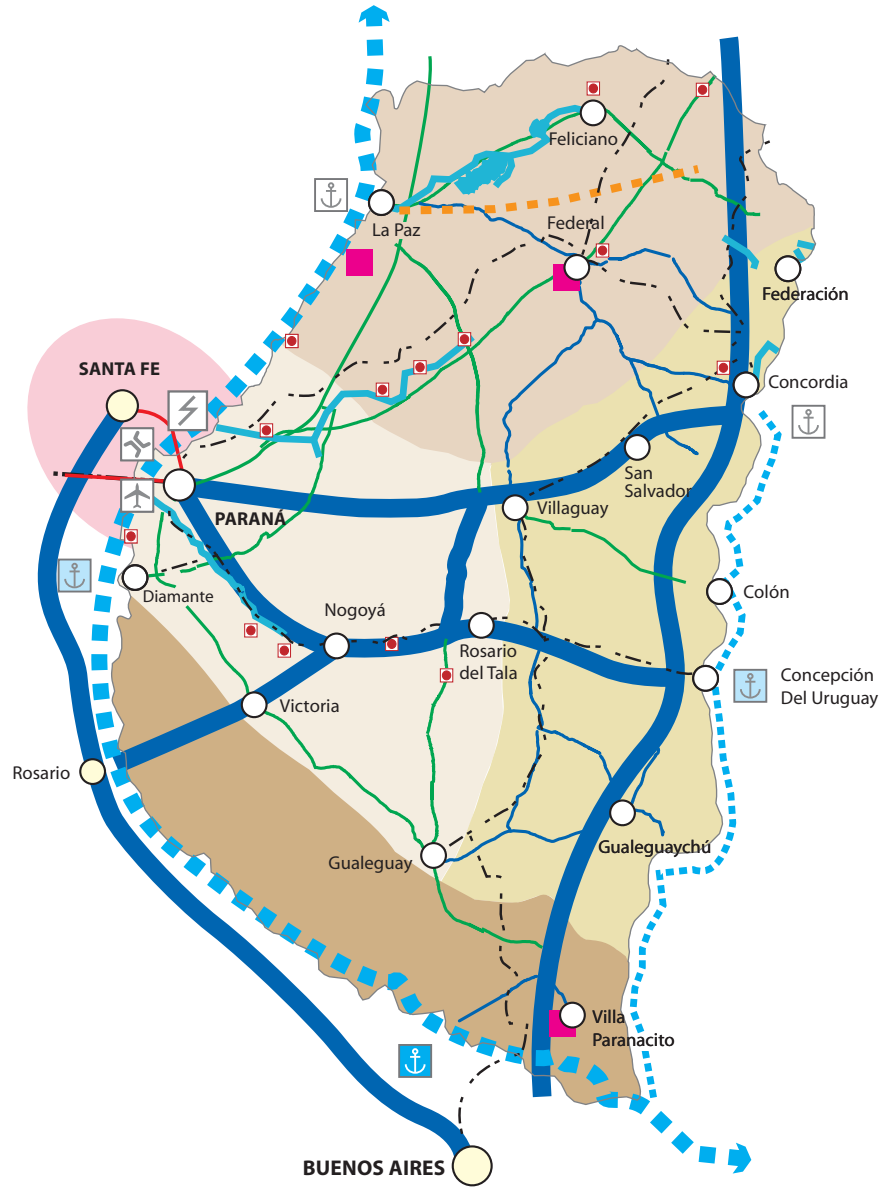 Feliciano
La Paz
Federal
Federación
SANTA FE
Concordia
San
Salvador
PARANÁ
Villaguay
Diamante
Colón
Nogoyá
Rosario
del Tala
Concepción
Del Uruguay
Victoria
Rosario
Gualeguay
Gualeguaychú
Villa
Paranacito
BUENOS AIRES